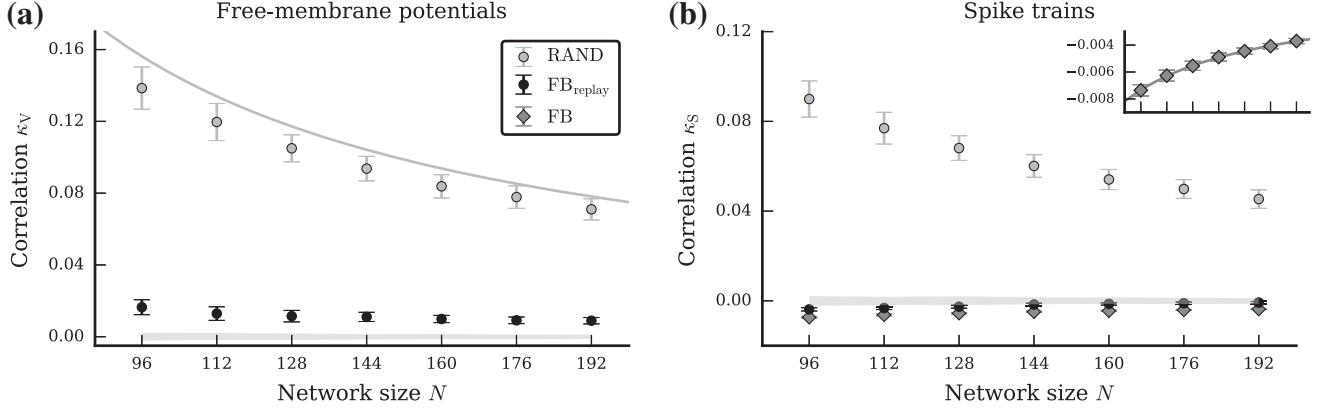 (a)
Free-membrane potentials
Correlation κV
0.16
0.12
0.08
0.04
0.00
RAND
FBreplay
FB
96 112 128 144 160 176 192
Network size N
(b)
Spike trains
Correlation κS
0.12
0.08
0.04
0.00
−0.004
−0.006
−0.008
96 112 128 144 160 176 192
Network size N